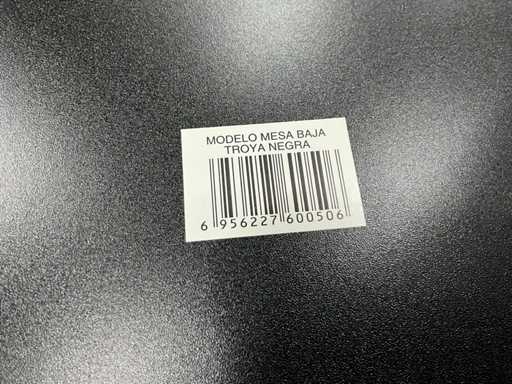 MODELO MESA BAJA
TROYA NEGRA
6 956227 600506